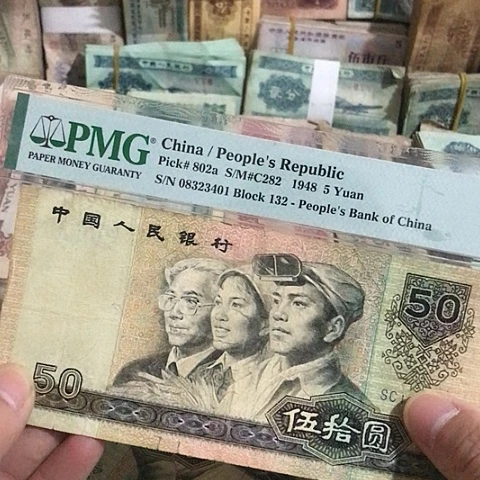 PMG®
PAPER MONEY GUARANTY
China / People's Republic
Pick# 802a S/M#C282 1948 5 Yuan
S/N 08323401 Block 132 - People's Bank of China
中国人民银行
50
50
伍拾圆